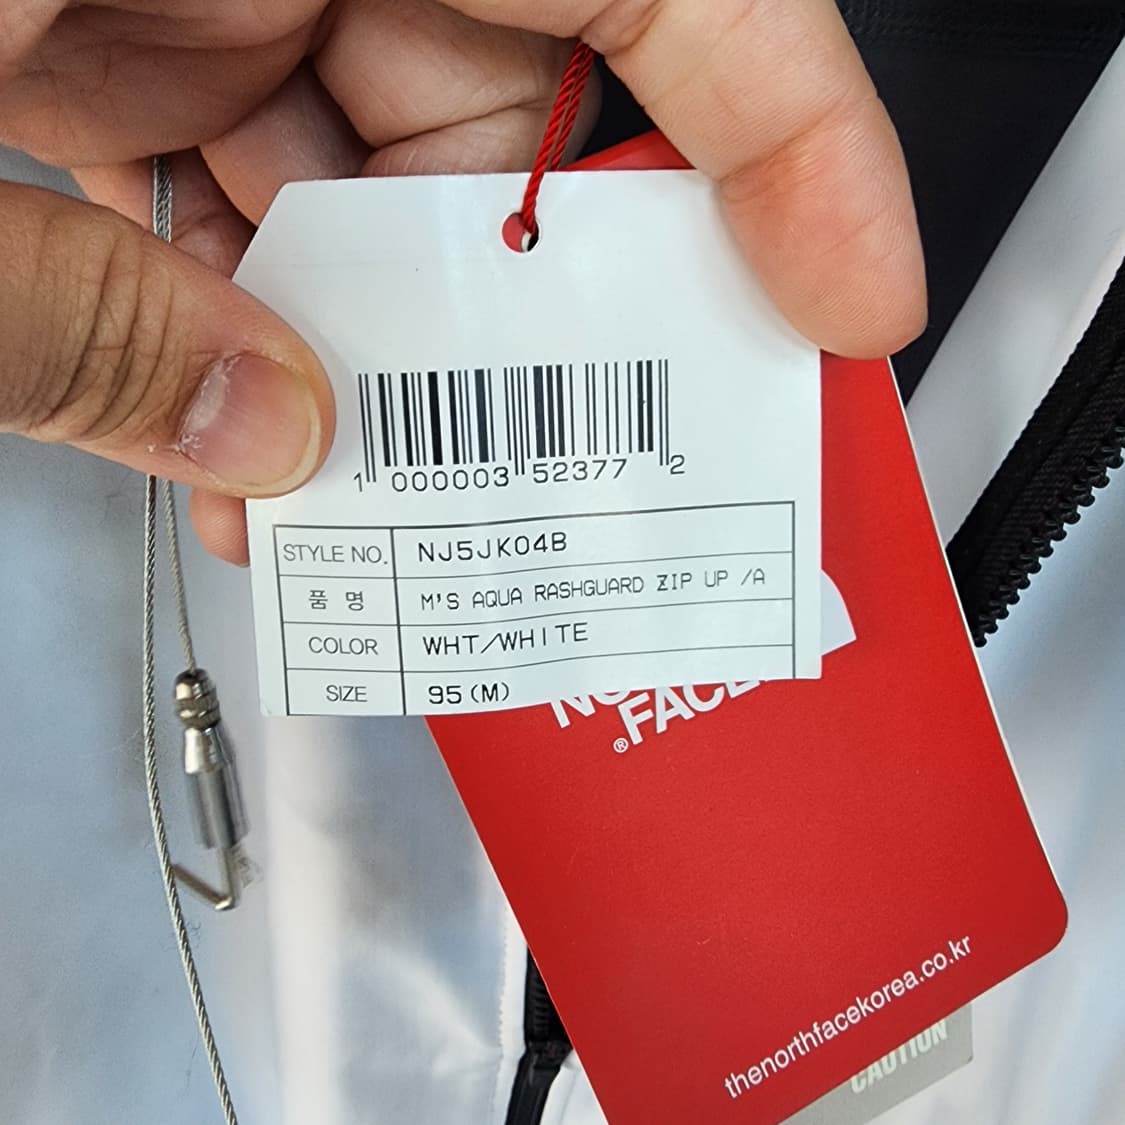 1 000003 52377 2
STYLE NO. NJ5JK04B
품 명 M'S AQUA RASHGUARD ZIP UP /A
COLOR WHT/WHITE
SIZE 95(M)
FACE
®
thenorthfacekorea.co.kr
CAUTION